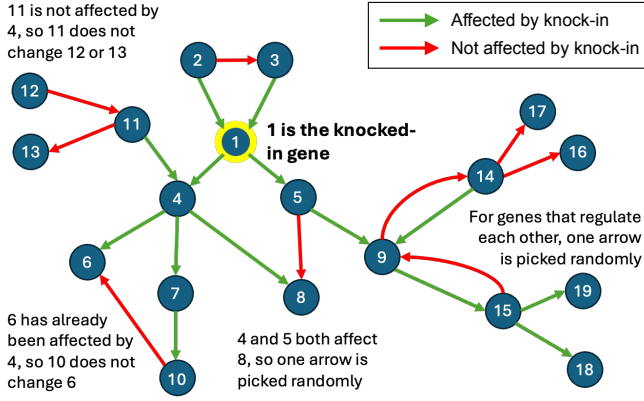 11 is not affected by
4, so 11 does not
change 12 or 13
Affected by knock-in
Not affected by knock-in
2
3
12
11
13
1
1 is the knocked-
in gene
17
16
14
4
5
For genes that regulate
each other, one arrow
is picked randomly
6
9
7
8
15
19
6 has already
been affected by
4, so 10 does not
change 6
10
4 and 5 both affect
8, so one arrow is
picked randomly
18